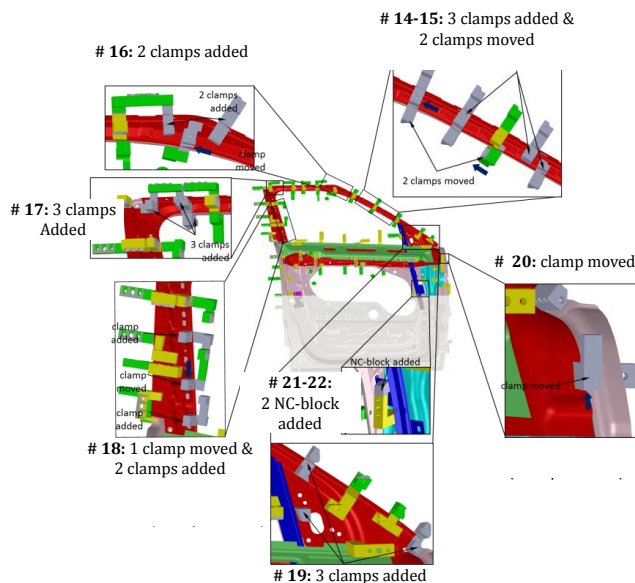 # 14-15: 3 clamps added &
2 clamps moved
# 16: 2 clamps added
2 clamps
added
clamp
moved
2 clamps moved
# 17: 3 clamps
Added
3 clamps added
# 20: clamp moved
clamp moved
clamp
added
clamp
moved
clamp
added
NC-block added
# 21-22:
2 NC-block
added
# 18: 1 clamp moved &
2 clamps added
# 19: 3 clamps added